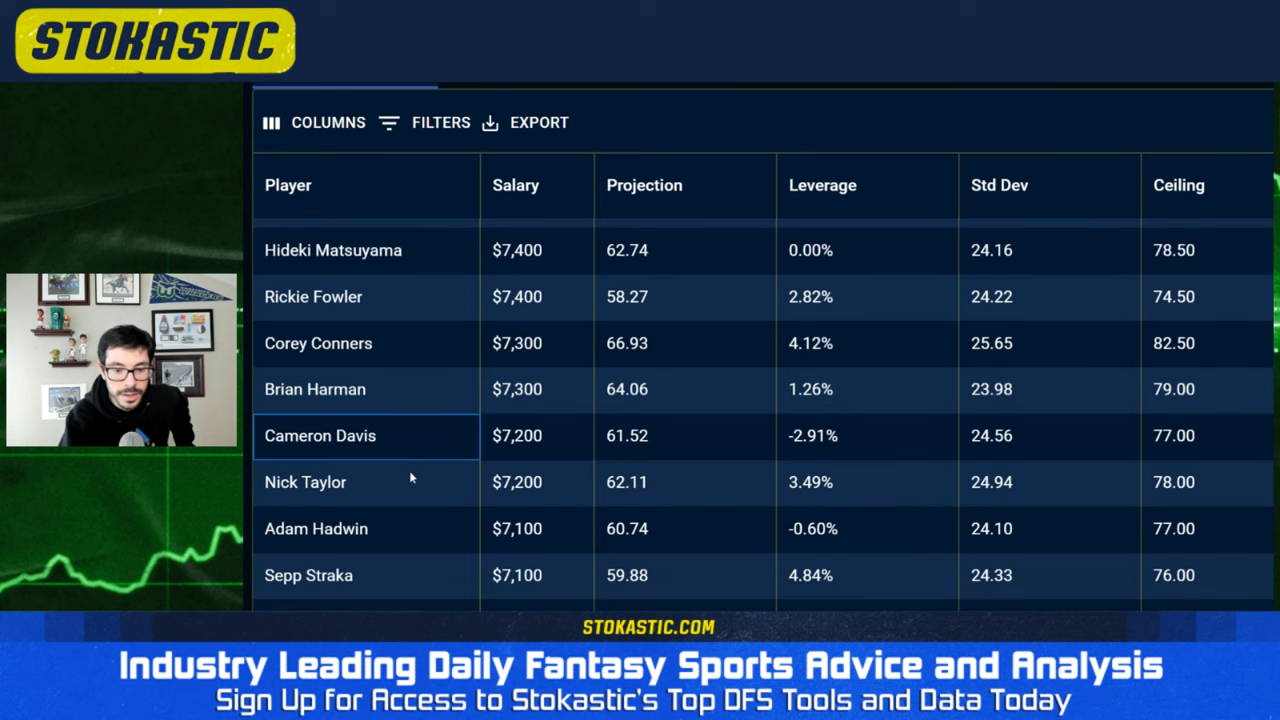 STOKASTIC
COLUMNS FILTERS EXPORT
Player Salary Projection Leverage Std Dev Ceiling
Hideki Matsuyama $7,400 62.74 0.00% 24.16 78.50
Rickie Fowler $7,400 58.27 2.82% 24.22 74.50
Corey Conners $7,300 66.93 4.12% 25.65 82.50
Brian Harman $7,300 64.06 1.26% 23.98 79.00
Cameron Davis $7,200 61.52 -2.91% 24.56 77.00
Nick Taylor $7,200 62.11 3.49% 24.94 78.00
Adam Hadwin $7,100 60.74 -0.60% 24.10 77.00
Sepp Straka $7,100 59.88 4.84% 24.33 76.00
STOKASTIC.COM
Industry Leading Daily Fantasy Sports Advice and Analysis
Sign Up for Access to Stokastic's Top DFS Tools and Data Today